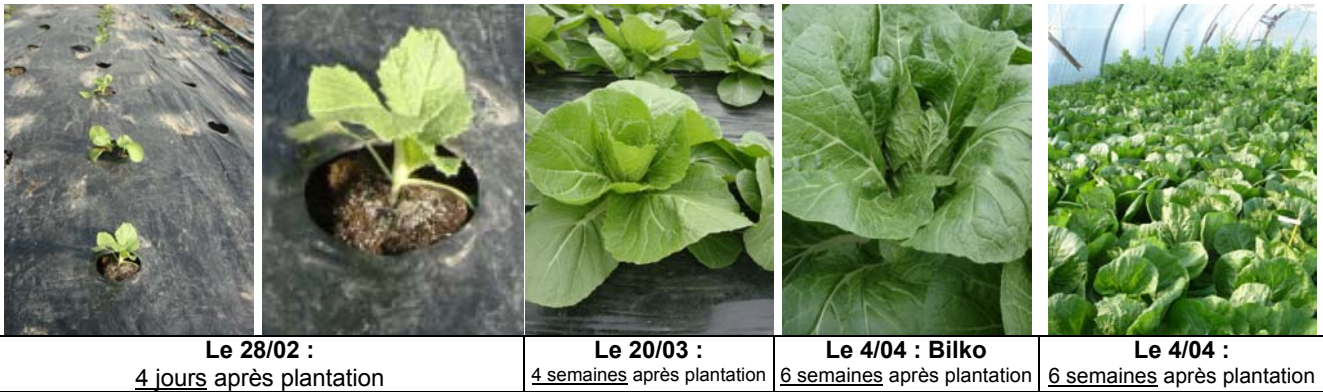 Le 28/02 :
4 jours après plantation
Le 20/03 :
4 semaines après plantation
Le 4/04 : Bilko
6 semaines après plantation
Le 4/04 :
6 semaines après plantation